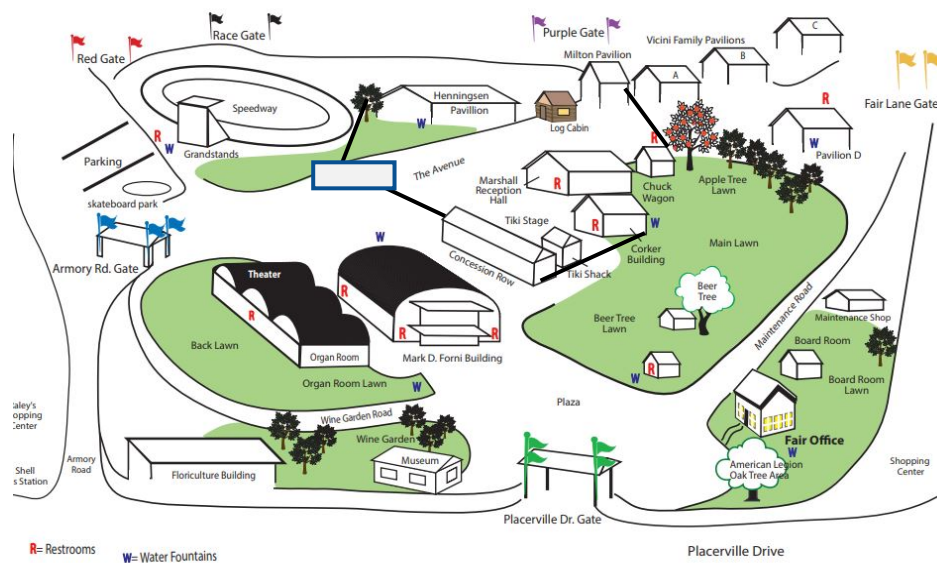 Race Gate
Purple Gate
Milton Pavilion
Vicini Family Pavilions
C
B
A
Red Gate
Fair Lane Gate
Speedway
Henningsen
Pavillion
W
Log Cabin
R
R
W
Grandstands
Parking
R
W
Pavilion D
The Avenue
Marshall
Reception
Hall
R
Chuck
Wagon
Apple Tree
Lawn
skateboard park
Tiki Stage
R
W
Corker
Building
Main Lawn
Armory Rd. Gate
W
Concession Row
Tiki Shack
Theater
R
R
R
R
Organ Room
Mark D. Forni Building
Back Lawn
Organ Room Lawn
W
Beer
Tree
Beer Tree
Lawn
R
W
Maintenance Road
Maintenance Shop
Board Room
Board Room
Lawn
Plaza
Wine Garden Road
Wine Garden
Museum
Floriculture Building
Fair Office
W
American Legion
Oak Tree Area
Shopping
Center
aley's
opping
Center
Shell
s Station
Armory
Road
Placerville Dr. Gate
Placerville Drive
R= Restrooms
W= Water Fountains